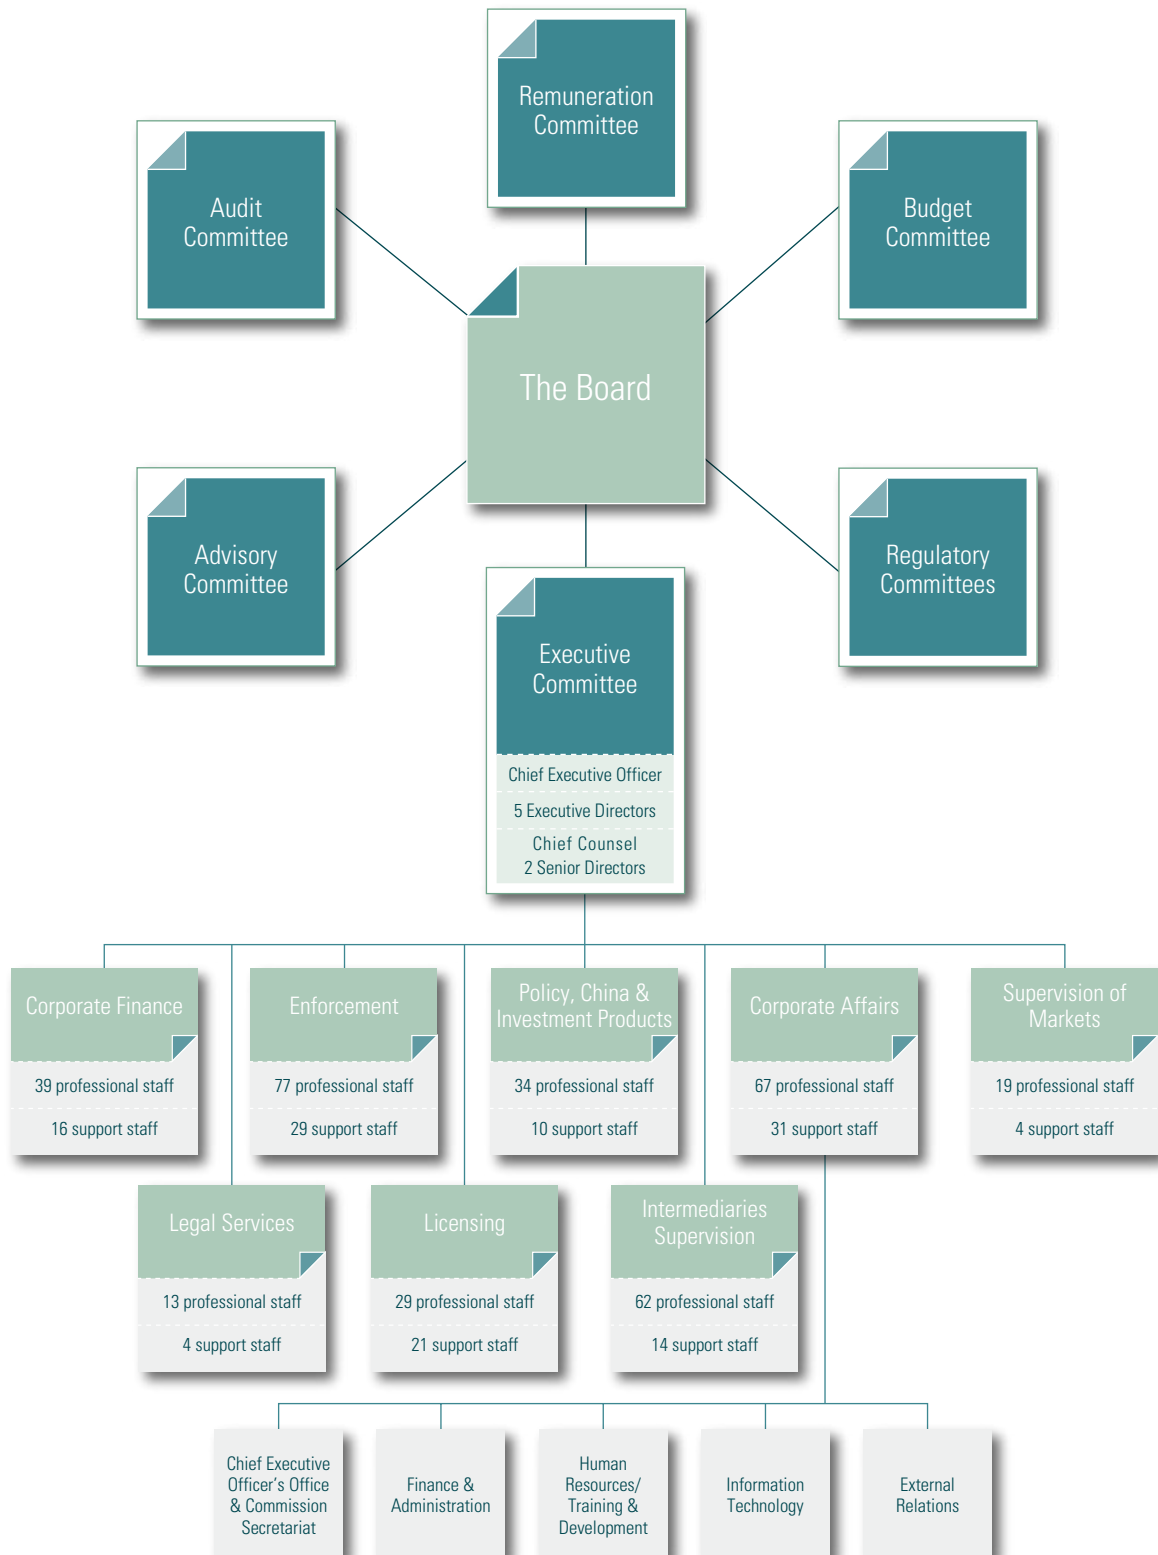 Remuneration
Committee
Audit
Committee
Budget
Committee
The Board
Advisory
Committee
Regulatory
Committees
Executive
Committee
Chief Executive Officer
5 Executive Directors
Chief Counsel
2 Senior Directors
Corporate Finance
39 professional staff
16 support staff
Enforcement
77 professional staff
29 support staff
Policy, China &
Investment Products
34 professional staff
10 support staff
Corporate Affairs
67 professional staff
31 support staff
Supervision of
Markets
19 professional staff
4 support staff
Legal Services
13 professional staff
4 support staff
Licensing
29 professional staff
21 support staff
Intermediaries
Supervision
62 professional staff
14 support staff
Chief Executive
Officer's Office
& Commission
Secretariat
Finance &
Administration
Human
Resources/
Training &
Development
Information
Technology
External
Relations